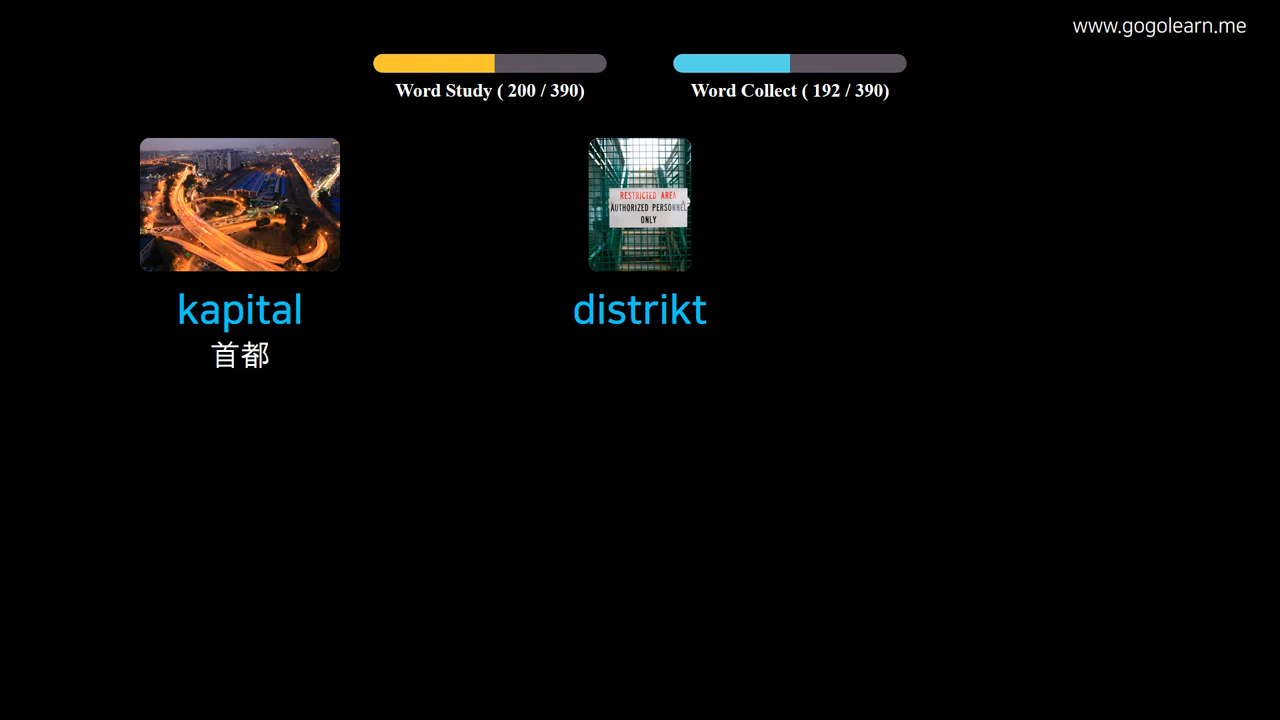 www.gogolearn.me
Word Study ( 200 / 390)
Word Collect ( 192 / 390)
RESTRICTED AREA
AUTHORIZED PERSONNEL
ONLY
kapital
distrikt
首都